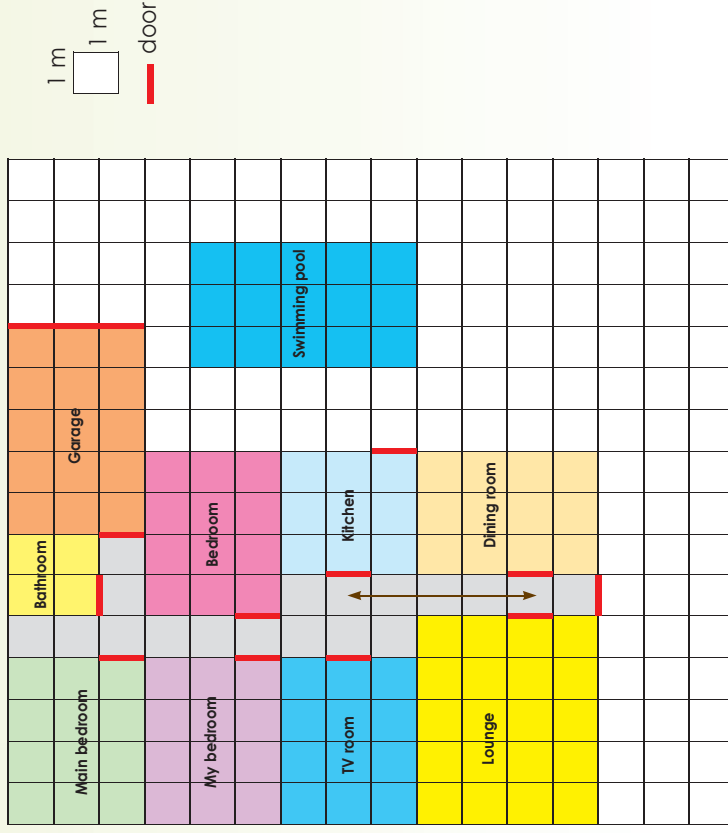 1 m
1 m
door
Garage
Swimming pool
Bathroom
Bedroom
Kitchen
Dining room
Main bedroom
My bedroom
TV room
Lounge